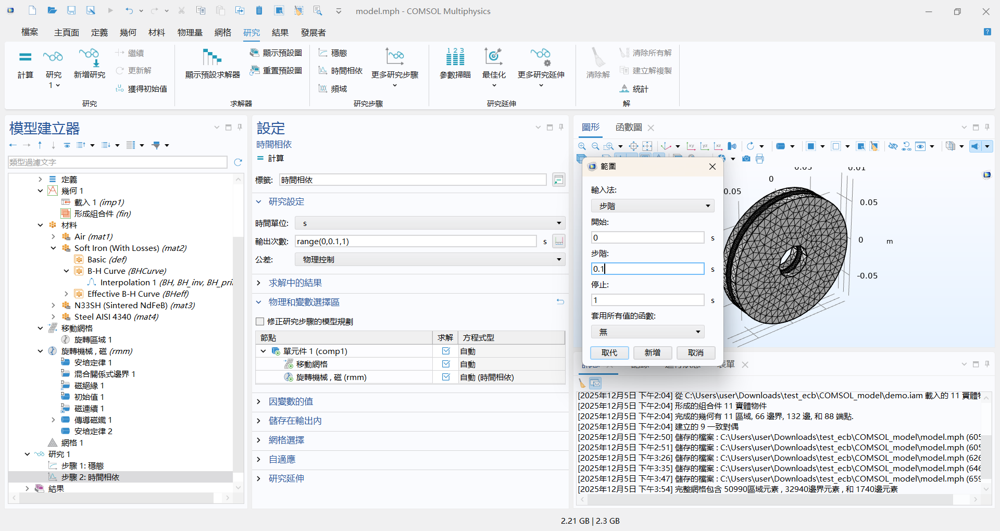 model.mph - COMSOL Multiphysics
檔案 主頁面 定義 幾何 材料 物理量 網格 研究 結果 發展者
計算
研究
1
新增研究
繼續
更新解
獲得初始值
研究
顯示預設求解器
顯示預設圖
重置預設圖
求解器
穩態
時間相依
頻域
更多研究步驟
研究步驟
參數掃瞄
最佳化
更多研究延伸
研究延伸
清除解
清除所有解
建立解複製
統計
解
模型建立器
類型過濾文字
定義
幾何 1
載入 1 (imp1)
形成組合件 (fin)
材料
Air (mat1)
Soft Iron (With Losses) (mat2)
Basic (def)
B-H Curve (BHCurve)
Interpolation 1 (BH, BH_inv, BH_pri
Effective B-H Curve (BHeff)
N33SH (Sintered NdFeB) (mat3)
Steel AISI 4340 (mat4)
移動網格
旋轉區域 1
旋轉機械 , 磁 (rmm)
安培定律 1
混合關係式邊界 1
磁絕緣 1
初始值 1
磁連續 1
傳導磁鐵 1
安培定律 2
網格 1
研究 1
步驟 1: 穩態
步驟 2: 時間相依
結果
設定
時間相依
計算
標籤: 時間相依
研究設定
時間單位: s
輸出次數: range(0,0.1,1) s
公差: 物理控制
求解中的結果
物理和變數選擇區
修正研究步驟的模型規劃
節點 求解 方程式型
單元件 1 (comp1) 自動
移動網格 自動
旋轉機械 , 磁 (rmm) 自動 (時間相依)
因變數的值
儲存在輸出內
網格選擇
自適應
研究延伸
圖形 函數圖
xy yz xz
範圍
輸入法:
步階
開始:
0 s
步階:
0.1 s
停止:
1 s
套用所有值的函數:
無
取代 新增 取消
0.05 0.01
0
0.05
0.05
0 m
-0.05
訊息 記錄 進行狀態 表單
[2025年12月5日 下午2:04] 從 C:\Users\user\Downloads\test_ecb\COMSOL_model\demo.iam 載入的 11 實體物
[2025年12月5日 下午2:04] 形成的組合件 11 實體物件
[2025年12月5日 下午2:04] 完成的幾何有 11 區域, 66 邊界, 132 邊, 和 88 端點.
[2025年12月5日 下午2:04] 建立的 9 一致對偶
[2025年12月5日 下午2:50] 儲存的檔案 : C:\Users\user\Downloads\test_ecb\COMSOL_model\model.mph (605
[2025年12月5日 下午2:51] 儲存的檔案 : C:\Users\user\Downloads\test_ecb\COMSOL_model\model.mph (605
[2025年12月5日 下午3:26] 儲存的檔案 : C:\Users\user\Downloads\test_ecb\COMSOL_model\model.mph (626
[2025年12月5日 下午3:35] 儲存的檔案 : C:\Users\user\Downloads\test_ecb\COMSOL_model\model.mph (646
[2025年12月5日 下午3:47] 儲存的檔案 : C:\Users\user\Downloads\test_ecb\COMSOL_model\model.mph (659
[2025年12月5日 下午3:54] 完整網格包含 50990區域元素 , 32940邊界元素 , 和 1740邊元素
2.21 GB | 2.3 GB